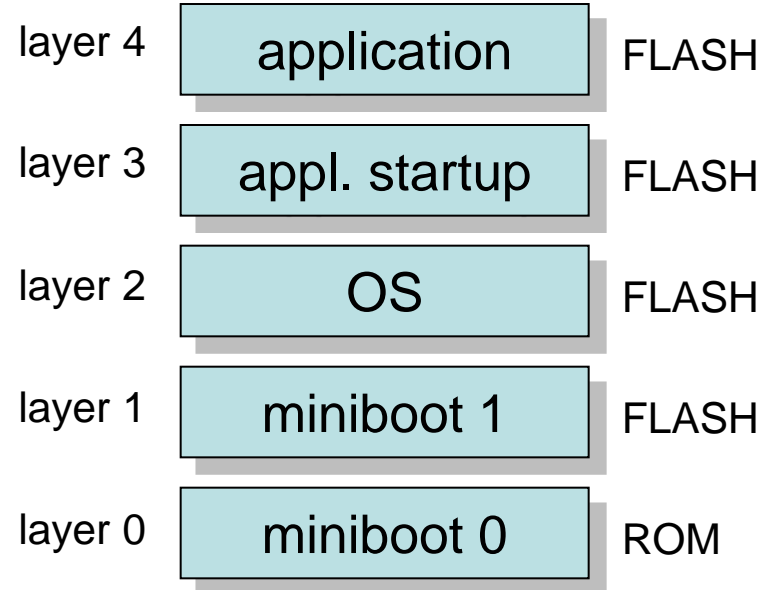 layer 4 application FLASH
layer 3 appl. startup FLASH
layer 2 OS FLASH
layer 1 miniboot 1 FLASH
layer 0 miniboot 0 ROM